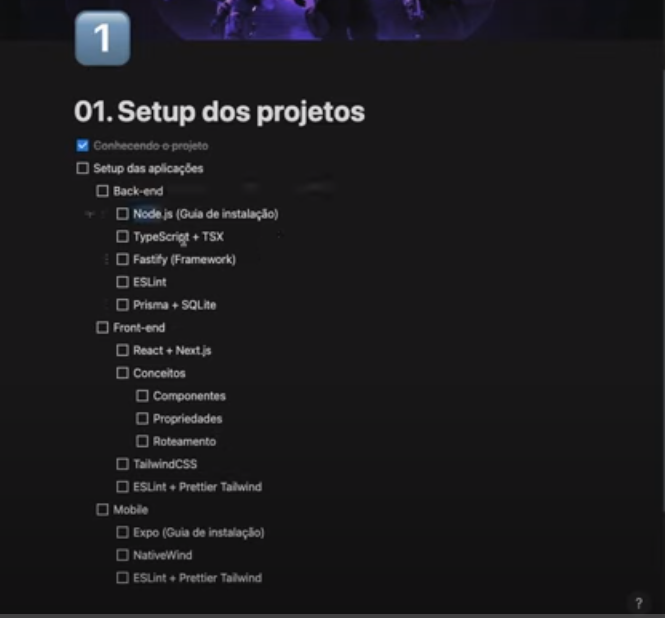 1
01. Setup dos projetos
Conhecendo o projeto
Setup das aplicações
Back-end
Node.js (Guia de instalação)
TypeScript + TSX
Fastify (Framework)
ESLint
Prisma + SQLite
Front-end
React + Next.js
Conceitos
Componentes
Propriedades
Roteamento
TailwindCSS
ESLint + Prettier Tailwind
Mobile
Expo (Guia de instalação)
NativeWind
ESLint + Prettier Tailwind
?